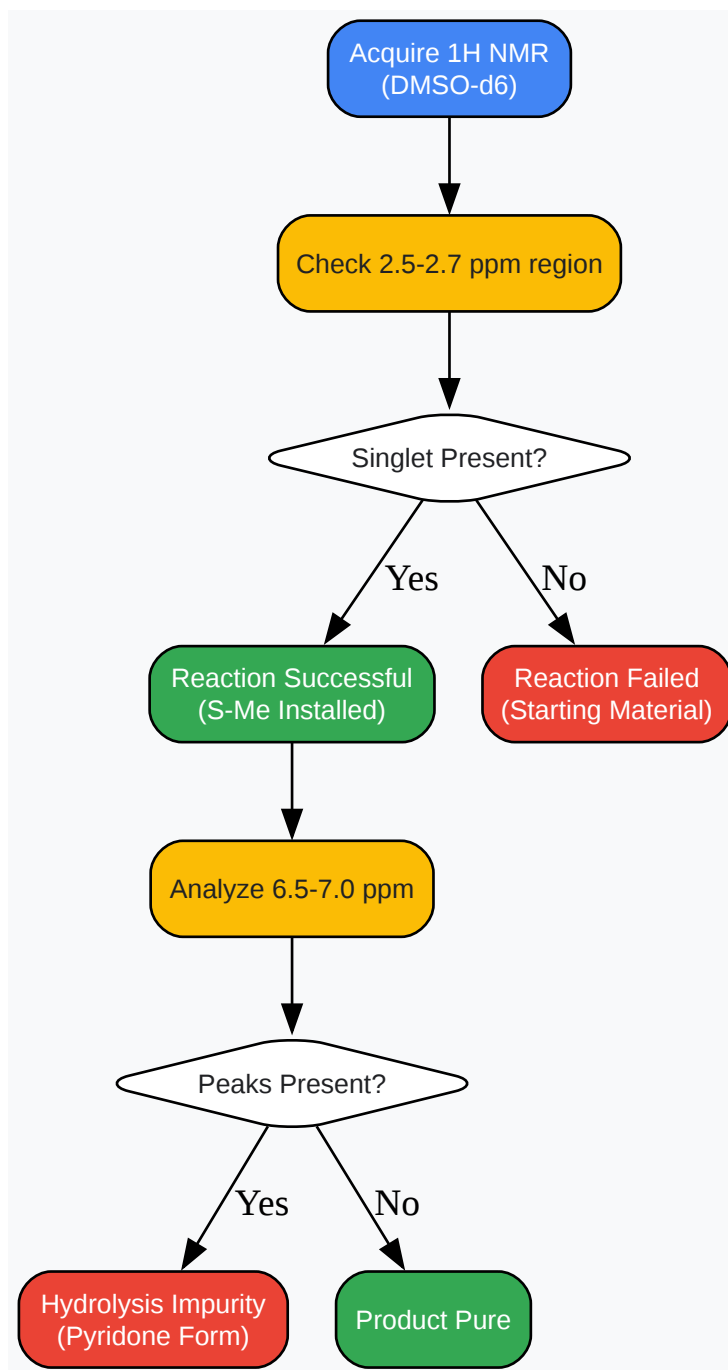 Acquire 1H NMR
(DMSO-d6)
Check 2.5-2.7 ppm region
Singlet Present?
Yes
No
Reaction Successful
(S-Me Installed)
Reaction Failed
(Starting Material)
Analyze 6.5-7.0 ppm
Peaks Present?
Yes
No
Hydrolysis Impurity
(Pyridone Form)
Product Pure